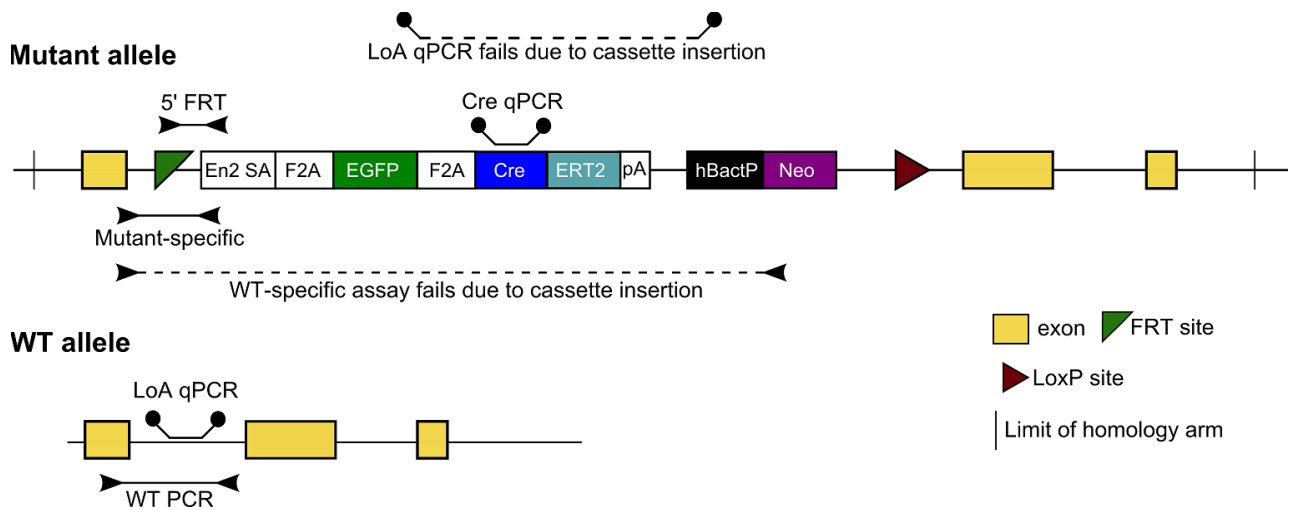 LoA qPCR fails due to cassette insertion
Mutant allele
5' FRT
Cre qPCR
En2 SA F2A EGFP F2A Cre ERT2 pA hBactP Neo
Mutant-specific
WT-specific assay fails due to cassette insertion
WT allele
LoA qPCR
WT PCR
exon FRT site
LoxP site
Limit of homology arm